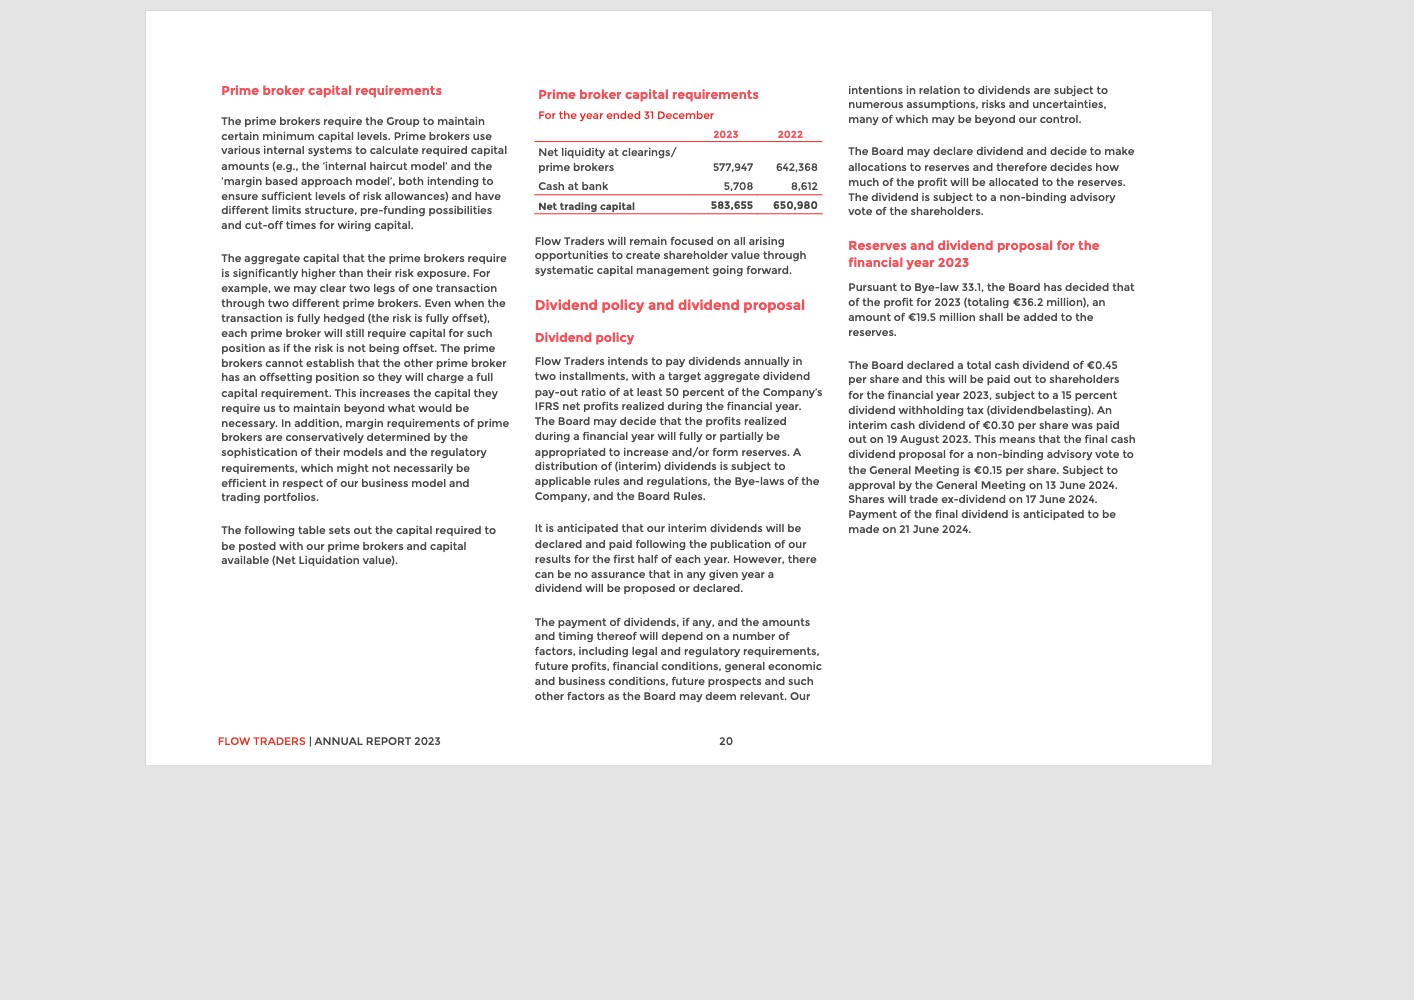 Prime broker capital requirements
The prime brokers require the Group to maintain
certain minimum capital levels. Prime brokers use
various internal systems to calculate required capital
amounts (e.g., the ‘internal haircut model’ and the
‘margin based approach model’, both intending to
ensure sufficient levels of risk allowances) and have
different limits structure, pre-funding possibilities
and cut-off times for wiring capital.
The aggregate capital that the prime brokers require
is significantly higher than their risk exposure. For
example, we may clear two legs of one transaction
through two different prime brokers. Even when the
transaction is fully hedged (the risk is fully offset),
each prime broker will still require capital for such
position as if the risk is not being offset. The prime
brokers cannot establish that the other prime broker
has an offsetting position so they will charge a full
capital requirement. This increases the capital they
require us to maintain beyond what would be
necessary. In addition, margin requirements of prime
brokers are conservatively determined by the
sophistication of their models and the regulatory
requirements, which might not necessarily be
efficient in respect of our business model and
trading portfolios.
The following table sets out the capital required to
be posted with our prime brokers and capital
available (Net Liquidation value).
Prime broker capital requirements
For the year ended 31 December
2023 2022
Net liquidity at clearings/
prime brokers 577,947 642,368
Cash at bank 5,708 8,612
Net trading capital 583,655 650,980
Flow Traders will remain focused on all arising
opportunities to create shareholder value through
systematic capital management going forward.
Dividend policy and dividend proposal
Dividend policy
Flow Traders intends to pay dividends annually in
two installments, with a target aggregate dividend
pay-out ratio of at least 50 percent of the Company’s
IFRS net profits realized during the financial year.
The Board may decide that the profits realized
during a financial year will fully or partially be
appropriated to increase and/or form reserves. A
distribution of (interim) dividends is subject to
applicable rules and regulations, the Bye-laws of the
Company, and the Board Rules.
It is anticipated that our interim dividends will be
declared and paid following the publication of our
results for the first half of each year. However, there
can be no assurance that in any given year a
dividend will be proposed or declared.
The payment of dividends, if any, and the amounts
and timing thereof will depend on a number of
factors, including legal and regulatory requirements,
future profits, financial conditions, general economic
and business conditions, future prospects and such
other factors as the Board may deem relevant. Our
intentions in relation to dividends are subject to
numerous assumptions, risks and uncertainties,
many of which may be beyond our control.
The Board may declare dividend and decide to make
allocations to reserves and therefore decides how
much of the profit will be allocated to the reserves.
The dividend is subject to a non-binding advisory
vote of the shareholders.
Reserves and dividend proposal for the
financial year 2023
Pursuant to Bye-law 33.1, the Board has decided that
of the profit for 2023 (totaling €36.2 million), an
amount of €19.5 million shall be added to the
reserves.
The Board declared a total cash dividend of €0.45
per share and this will be paid out to shareholders
for the financial year 2023, subject to a 15 percent
dividend withholding tax (dividendbelasting). An
interim cash dividend of €0.30 per share was paid
out on 19 August 2023. This means that the final cash
dividend proposal for a non-binding advisory vote to
the General Meeting is €0.15 per share. Subject to
approval by the General Meeting on 13 June 2024.
Shares will trade ex-dividend on 17 June 2024.
Payment of the final dividend is anticipated to be
made on 21 June 2024.
FLOW TRADERS | ANNUAL REPORT 2023
20